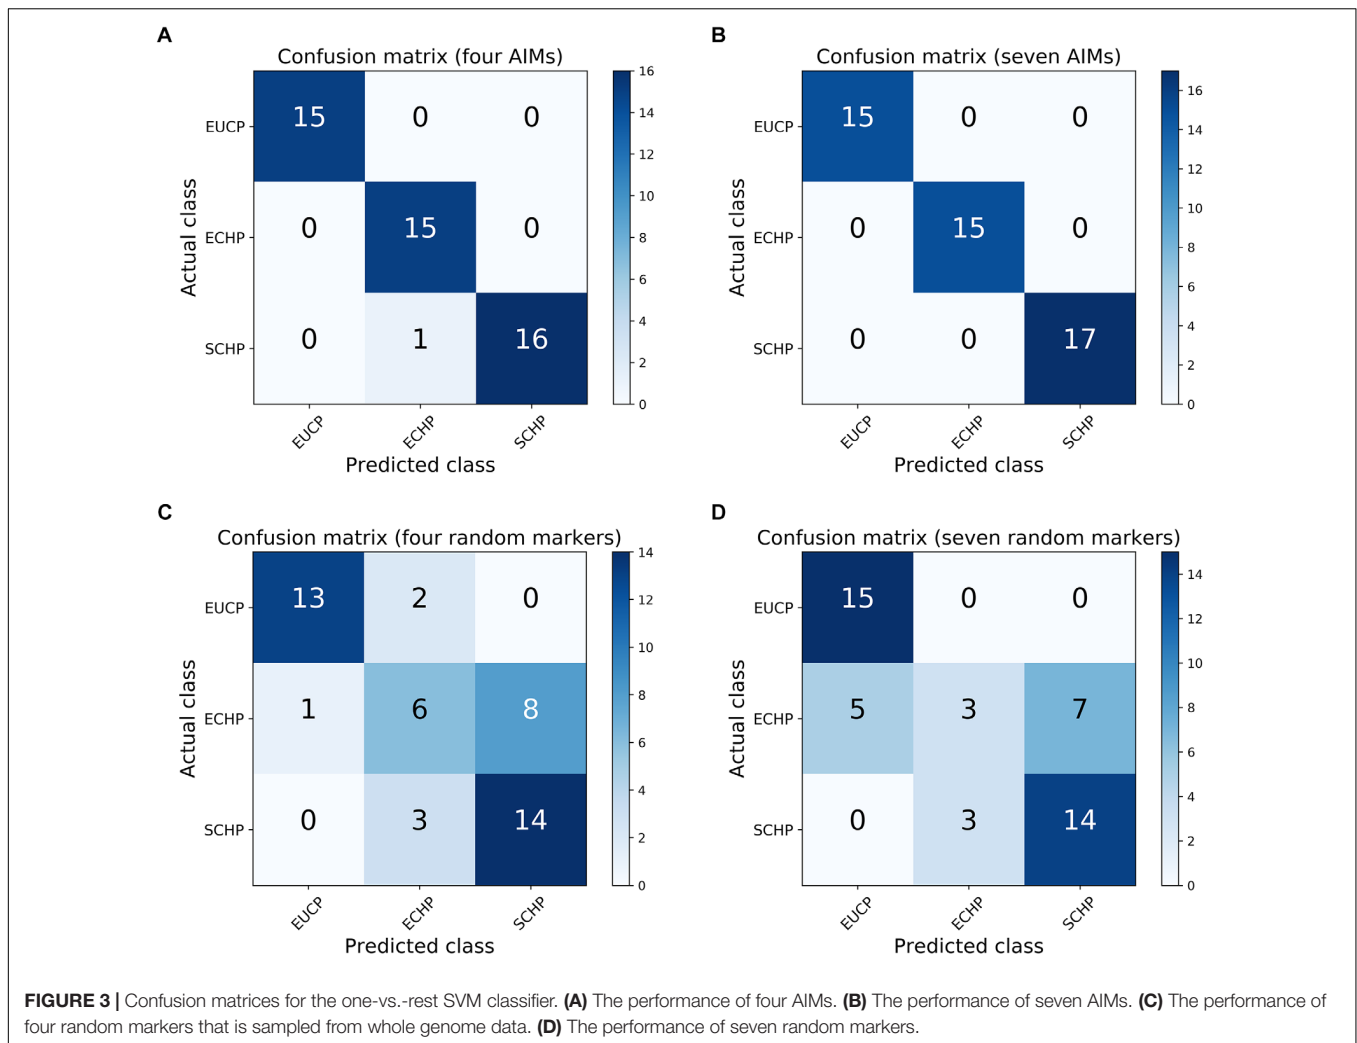 A
Confusion matrix (four AIMs)
Actual class
EUCP
15 0 0
ECHP
0 15 0
SCHP
0 1 16
EUCP ECHP SCHP
Predicted class
16
14
12
10
8
6
4
2
0
B
Confusion matrix (seven AIMs)
Actual class
EUCP
15 0 0
ECHP
0 15 0
SCHP
0 0 17
EUCP ECHP SCHP
Predicted class
16
14
12
10
8
6
4
2
0
C
Confusion matrix (four random markers)
Actual class
EUCP
13 2 0
ECHP
1 6 8
SCHP
0 3 14
EUCP ECHP SCHP
Predicted class
14
12
10
8
6
4
2
0
D
Confusion matrix (seven random markers)
Actual class
EUCP
15 0 0
ECHP
5 3 7
SCHP
0 3 14
EUCP ECHP SCHP
Predicted class
14
12
10
8
6
4
2
0
FIGURE 3 | Confusion matrices for the one-vs.-rest SVM classifier. (A) The performance of four AIMs. (B) The performance of seven AIMs. (C) The performance of
four random markers that is sampled from whole genome data. (D) The performance of seven random markers.